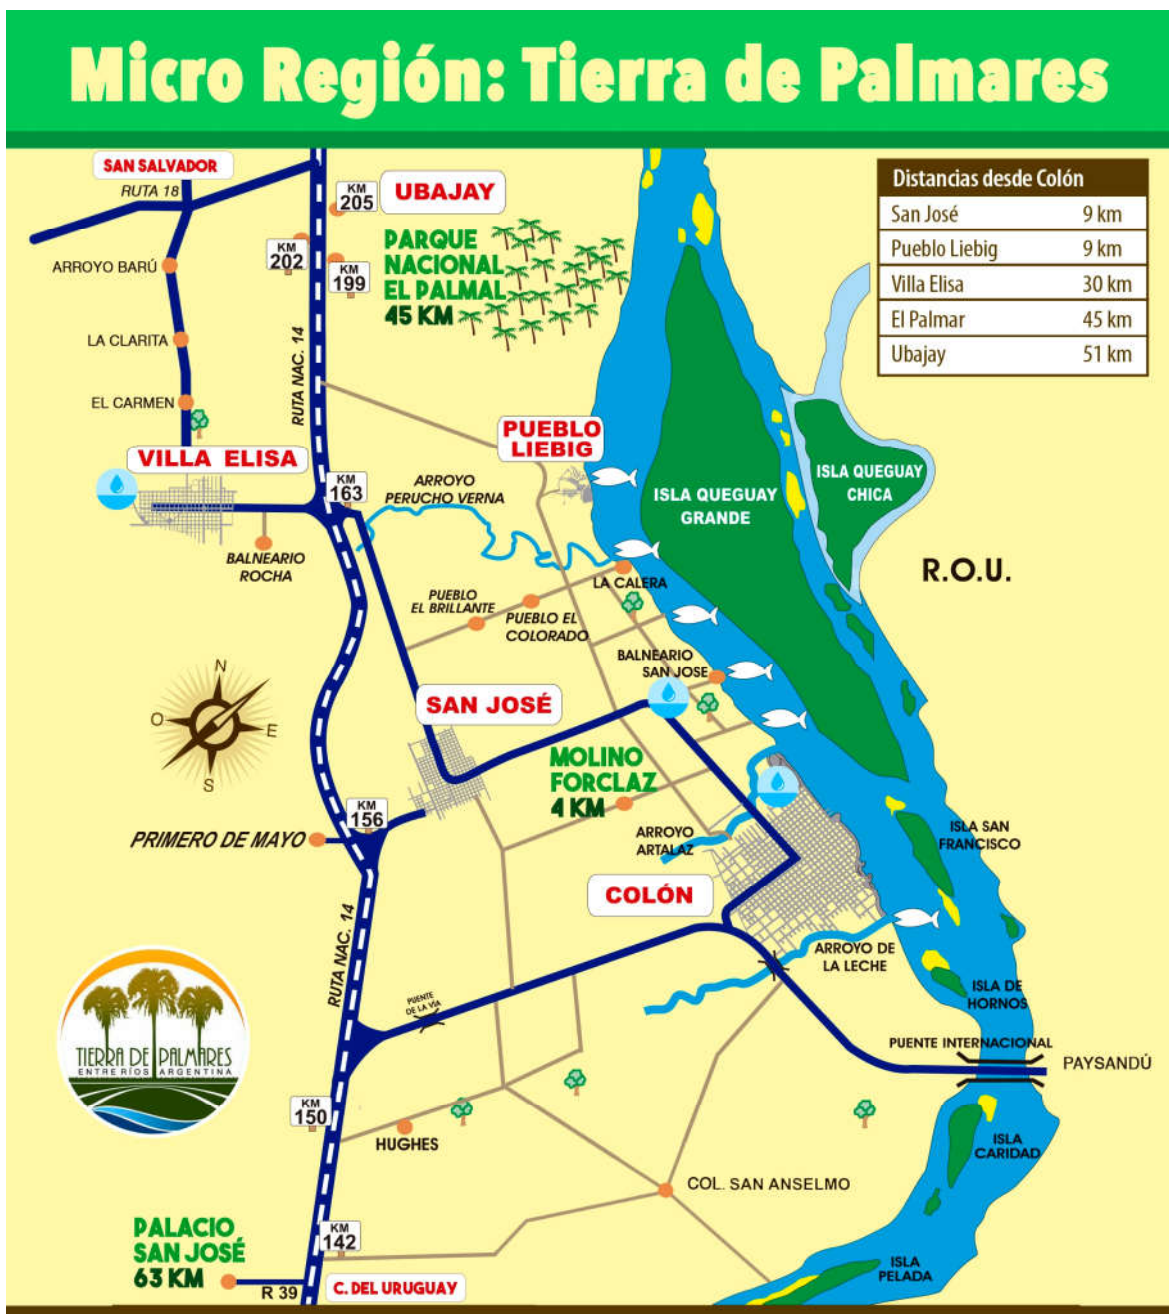 Micro Región: Tierra de Palmares
SAN SALVADOR
RUTA 18
KM
205
UBAJAY
Distancias desde Colón
San José 9 km
Pueblo Liebig 9 km
Villa Elisa 30 km
El Palmar 45 km
Ubajay 51 km
PARQUE
NACIONAL
EL PALMAL
45 KM
KM
202
KM
199
ARROYO BARÚ
LA CLARITA
EL CARMEN
RUTA NAC. 14
VILLA ELISA
PUEBLO
LIEBIG
ISLA QUEGUAY
GRANDE
ISLA QUEGUAY
CHICA
R.O.U.
KM
163
ARROYO
PERUCHO VERNA
BALNEARIO
ROCHA
LA CALERA
PUEBLO
EL BRILLANTE
PUEBLO EL
COLORADO
BALNEARIO
SAN JOSE
N
O
E
S
SAN JOSÉ
MOLINO
FORCLAZ
4 KM
KM
156
PRIMERO DE MAYO
ARROYO
ARTALAZ
ISLA SAN
FRANCISCO
COLÓN
RUTA NAC. 14
ARROYO DE
LA LECHE
ISLA DE
HORNOS
PUENTE
DE LA VÍA
PUENTE INTERNACIONAL
PAYSANDÚ
TIERRA DE PALMARES
ENTRE RÍOS ARGENTINA
KM
150
HUGHES
ISLA
CARIDAD
COL. SAN ANSELMO
PALACIO
SAN JOSÉ
63 KM
KM
142
R 39
C. DEL URUGUAY
ISLA
PELADA